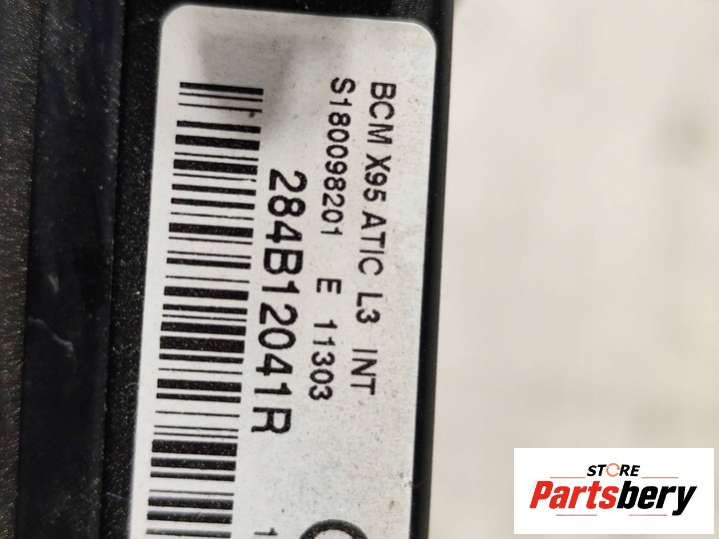 BCM X95 ATIC L3 INT
S180098201 E 11303
284B12041R
STORE
Partsbery